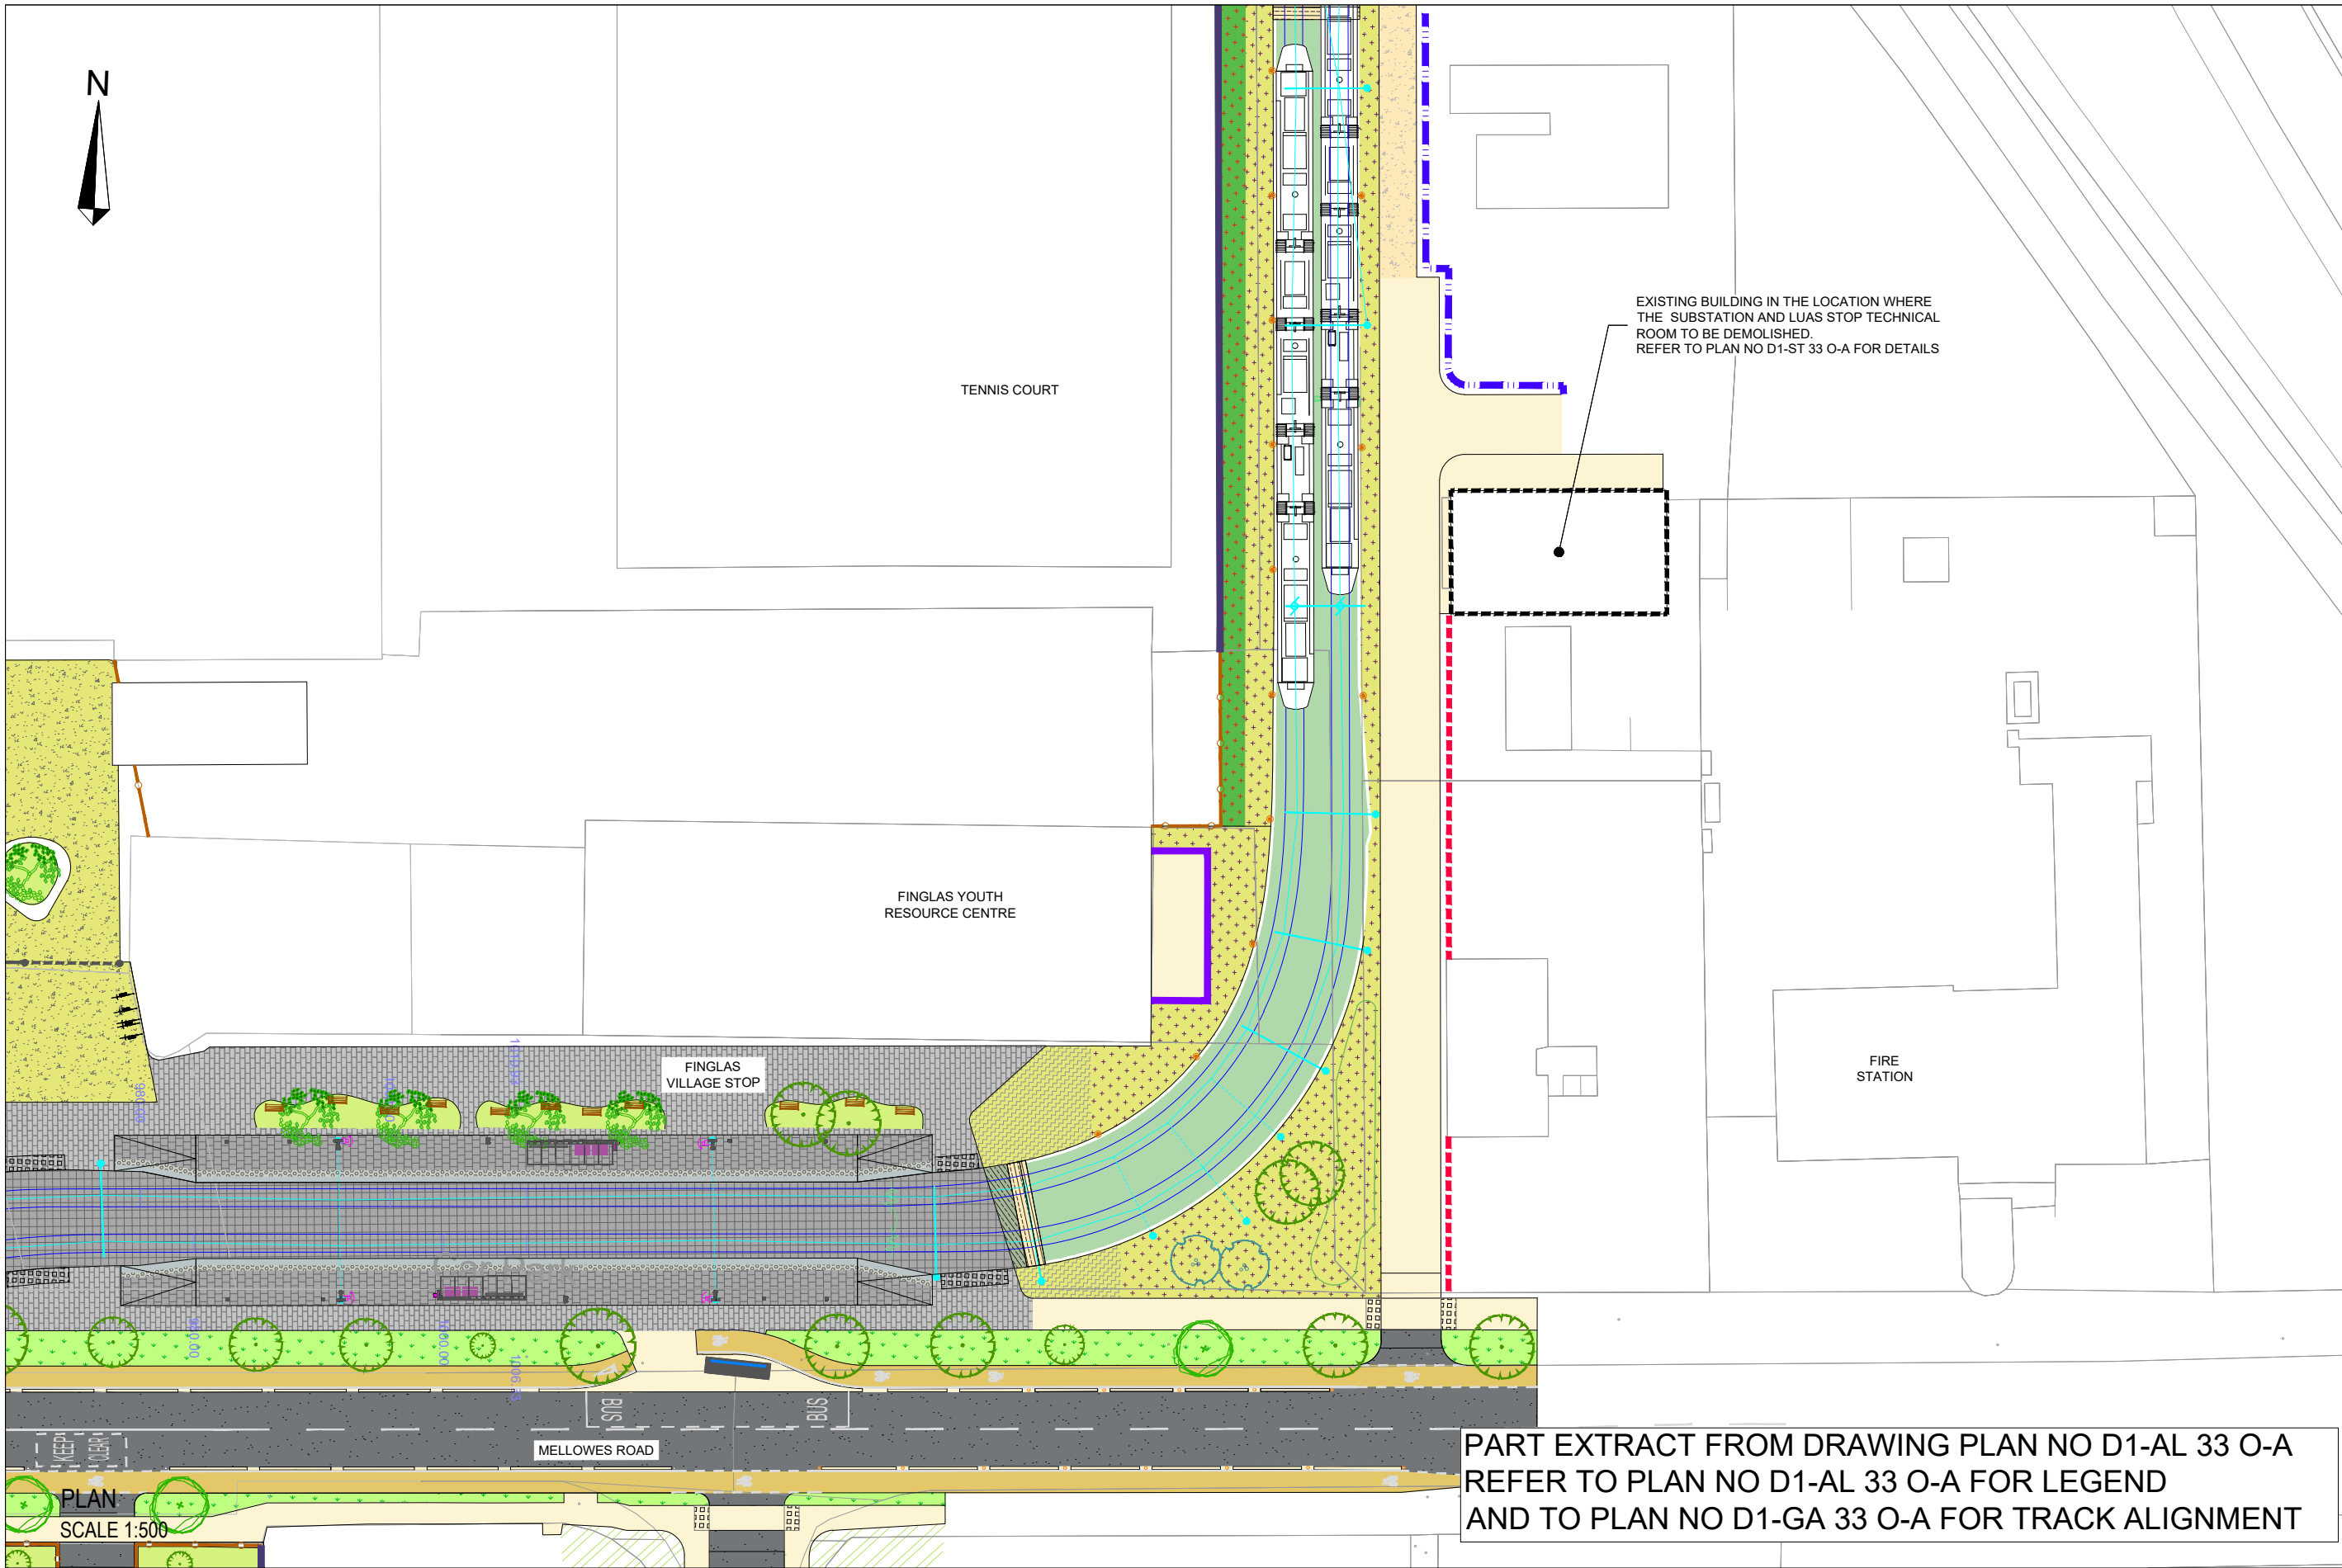 N
EXISTING BUILDING IN THE LOCATION WHERE
THE SUBSTATION AND LUAS STOP TECHNICAL
ROOM TO BE DEMOLISHED.
REFER TO PLAN NO D1-ST 33 O-A FOR DETAILS
TENNIS COURT
FINGLAS YOUTH
RESOURCE CENTRE
FINGLAS
VILLAGE STOP
FIRE
STATION
1000.00
BUS
BUS
KEEP
CLEAR
MELLOWES ROAD
PLAN
SCALE 1:500
PART EXTRACT FROM DRAWING PLAN NO D1-AL 33 O-A
REFER TO PLAN NO D1-AL 33 O-A FOR LEGEND
AND TO PLAN NO D1-GA 33 O-A FOR TRACK ALIGNMENT